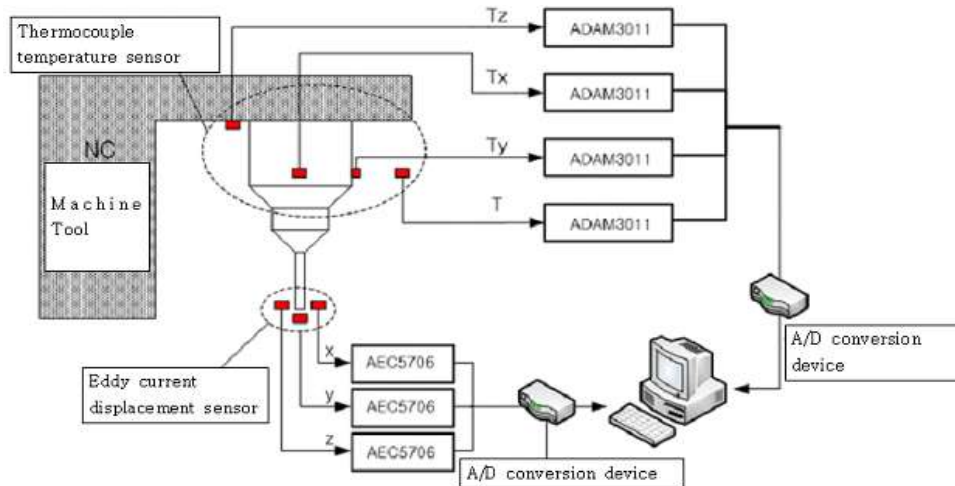 Thermocouple
temperature sensor
Tz
ADAM3011
Tx
ADAM3011
Ty
ADAM3011
T
ADAM3011
NC
Machine
Tool
A/D conversion
device
Eddy current
displacement sensor
x
AEC5706
y
AEC5706
z
AEC5706
A/D conversion device